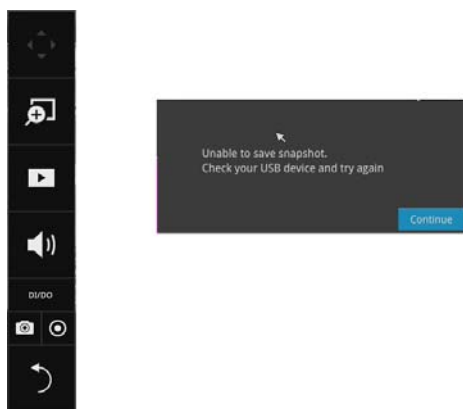 Unable to save snapshot.
Check your USB device and try again
Continue
DI/DO